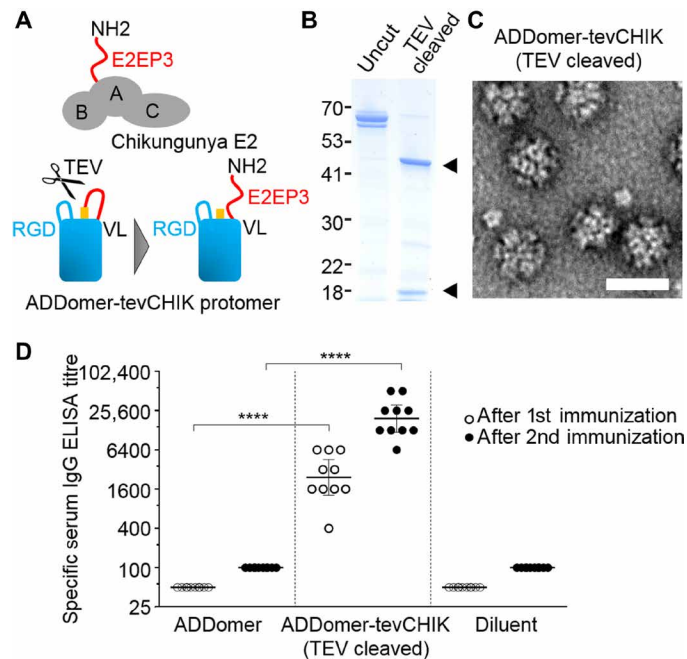 A
NH2
E2EP3
A
B
C
Chikungunya E2
TEV
NH2
E2EP3
RGD
VL
RGD
VL
ADDomer-tevCHIK protomer
B
Uncut
TEV
cleaved
70
53
41
30
22
18
C
ADDomer-tevCHIK
(TEV cleaved)
D
Specific serum IgG ELISA titre
102,400
25,600
6400
1600
400
100
25
****
****
After 1st immunization
After 2nd immunization
ADDomer
ADDomer-tevCHIK
(TEV cleaved)
Diluent